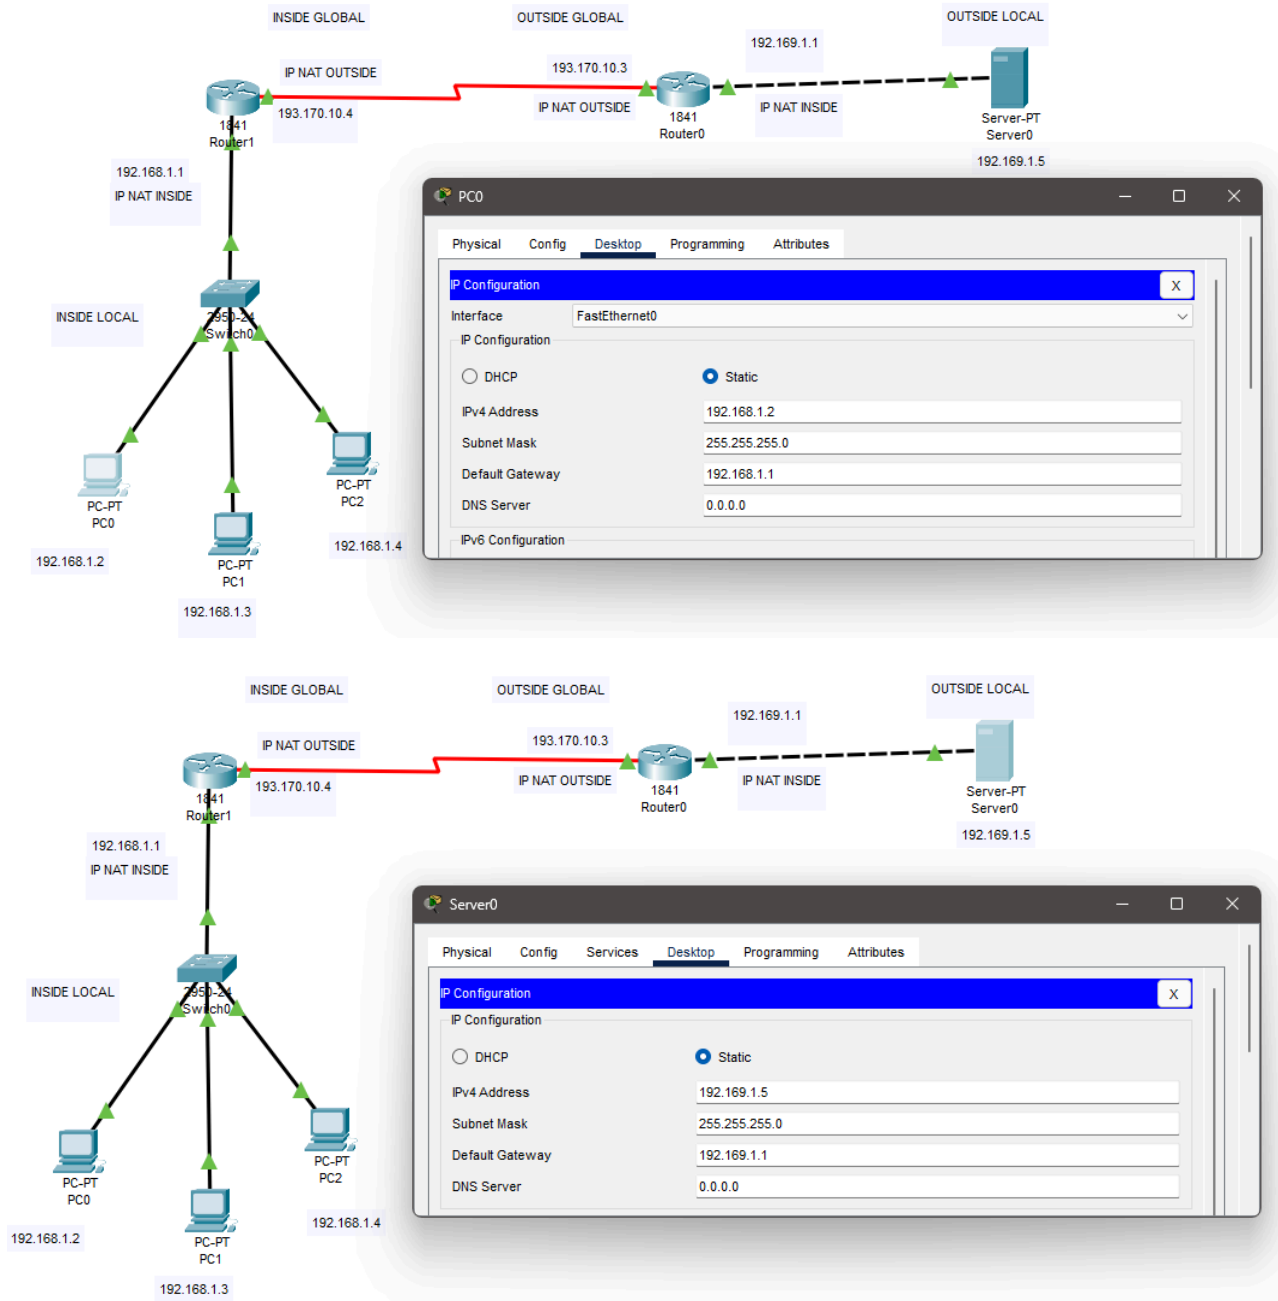 INSIDE GLOBAL
OUTSIDE GLOBAL
OUTSIDE LOCAL
192.169.1.1
IP NAT OUTSIDE
193.170.10.3
IP NAT OUTSIDE
IP NAT INSIDE
193.170.10.4
1841
Router1
1841
Router0
Server-PT
Server0
192.168.1.1
192.169.1.5
IP NAT INSIDE
INSIDE LOCAL
2950-24
Switch0
PC-PT
PC0
PC-PT
PC2
192.168.1.2
192.168.1.4
PC-PT
PC1
192.168.1.3
PC0
Physical Config Desktop Programming Attributes
IP Configuration X
Interface FastEthernet0
IP Configuration
DHCP Static
IPv4 Address 192.168.1.2
Subnet Mask 255.255.255.0
Default Gateway 192.168.1.1
DNS Server 0.0.0.0
IPv6 Configuration
INSIDE GLOBAL
OUTSIDE GLOBAL
OUTSIDE LOCAL
192.169.1.1
IP NAT OUTSIDE
193.170.10.3
IP NAT OUTSIDE
IP NAT INSIDE
193.170.10.4
1841
Router1
1841
Router0
Server-PT
Server0
192.168.1.1
192.169.1.5
IP NAT INSIDE
INSIDE LOCAL
2950-24
Switch0
PC-PT
PC0
PC-PT
PC2
192.168.1.2
192.168.1.4
PC-PT
PC1
192.168.1.3
Server0
Physical Config Services Desktop Programming Attributes
IP Configuration X
IP Configuration
DHCP Static
IPv4 Address 192.169.1.5
Subnet Mask 255.255.255.0
Default Gateway 192.169.1.1
DNS Server 0.0.0.0